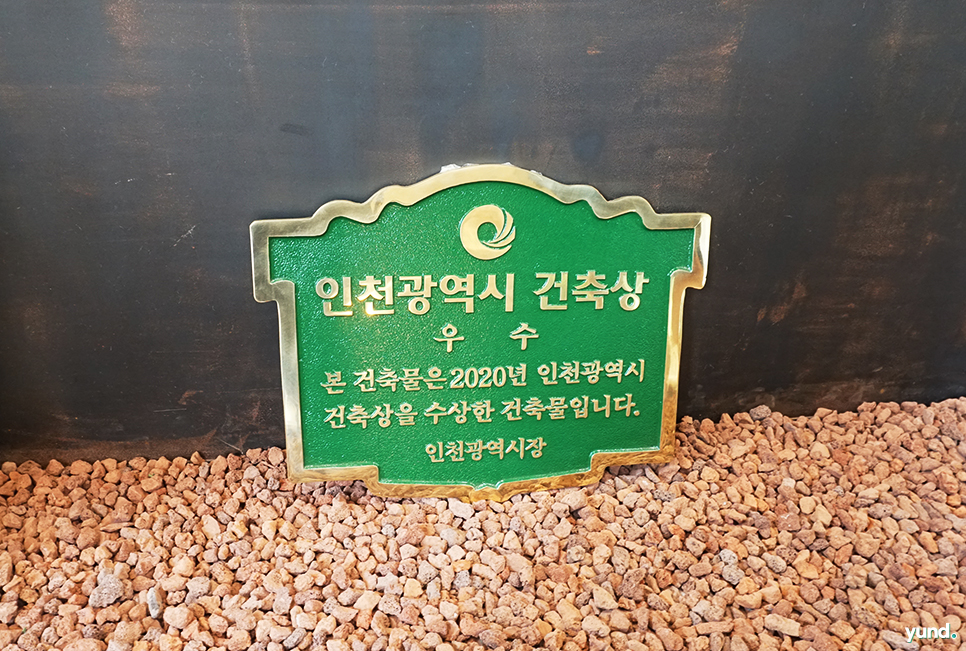 인천광역시 건축상
우 수
본 건축물은 2020년 인천광역시
건축상을 수상한 건축물입니다.
인천광역시장
yund.